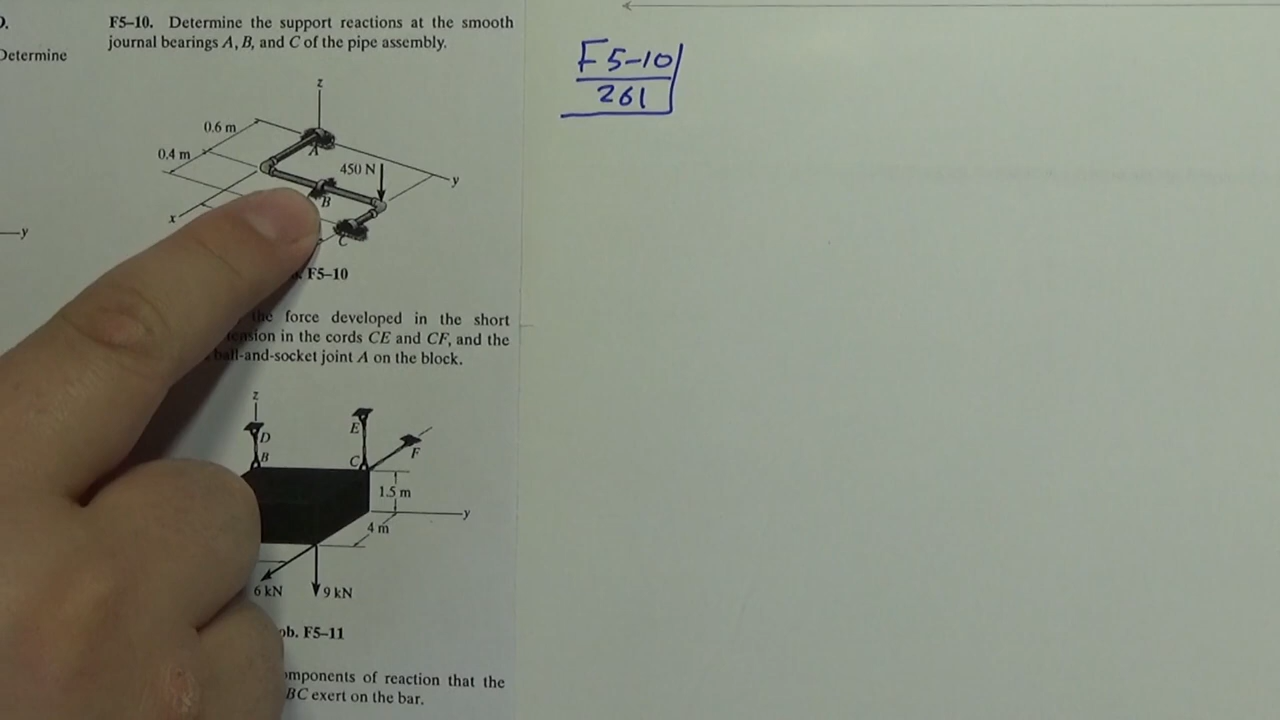 D.
Determine
F5–10. Determine the support reactions at the smooth
journal bearings A, B, and C of the pipe assembly.
z
0.6 m
0.4 m
A
450 N
y
B
x
C
F5–10
y
the force developed in the short
tension in the cords CE and CF, and the
ball-and-socket joint A on the block.
z
D
B
E
C
F
1.5 m
y
4 m
6 kN
9 kN
ob. F5–11
mponents of reaction that the
BC exert on the bar.
F 5-10
261